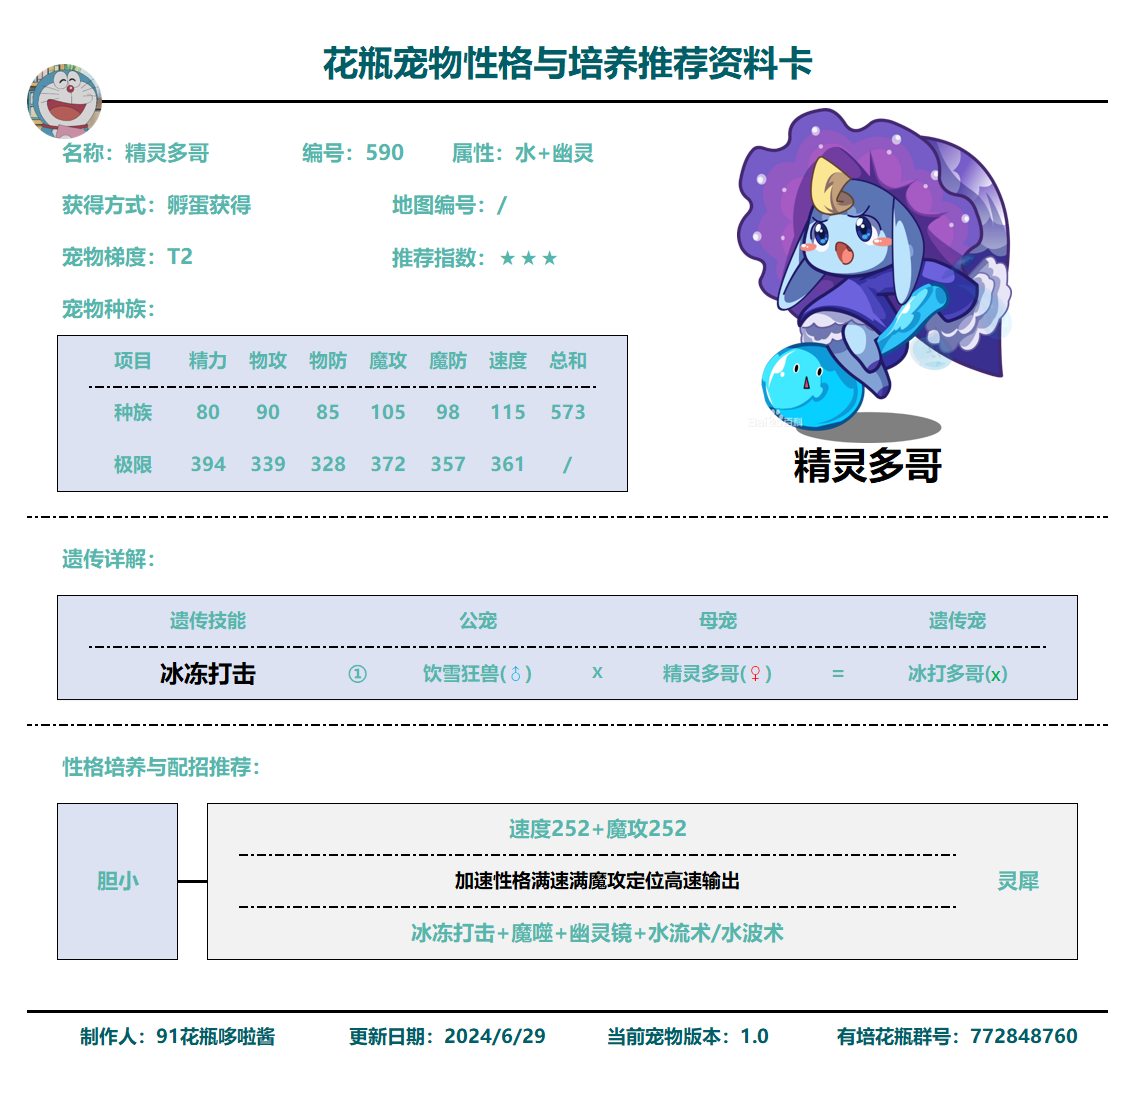 花瓶宠物性格与培养推荐资料卡
名称：精灵多哥 编号：590 属性：水+幽灵
获得方式：孵蛋获得 地图编号：/
宠物梯度：T2 推荐指数：★★★
宠物种族：
项目 精力 物攻 物防 魔攻 魔防 速度 总和
种族 80 90 85 105 98 115 573
极限 394 339 328 372 357 361 /
精灵多哥
遗传详解：
遗传技能 公宠 母宠 遗传宠
冰冻打击 ① 饮雪狂兽(♂) x 精灵多哥(♀) = 冰打多哥(x)
性格培养与配招推荐：
速度252+魔攻252
胆小 加速性格满速满魔攻定位高速输出 灵犀
冰冻打击+魔噬+幽灵镜+水流术/水波术
制作人：91花瓶哆啦酱 更新日期：2024/6/29 当前宠物版本：1.0 有培花瓶群号：772848760